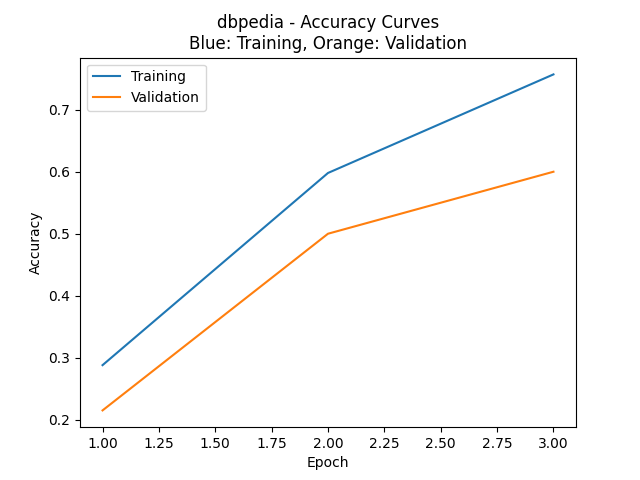 dbpedia - Accuracy Curves
Blue: Training, Orange: Validation
Training
Validation
Accuracy
0.7
0.6
0.5
0.4
0.3
0.2
1.00 1.25 1.50 1.75 2.00 2.25 2.50 2.75 3.00
Epoch